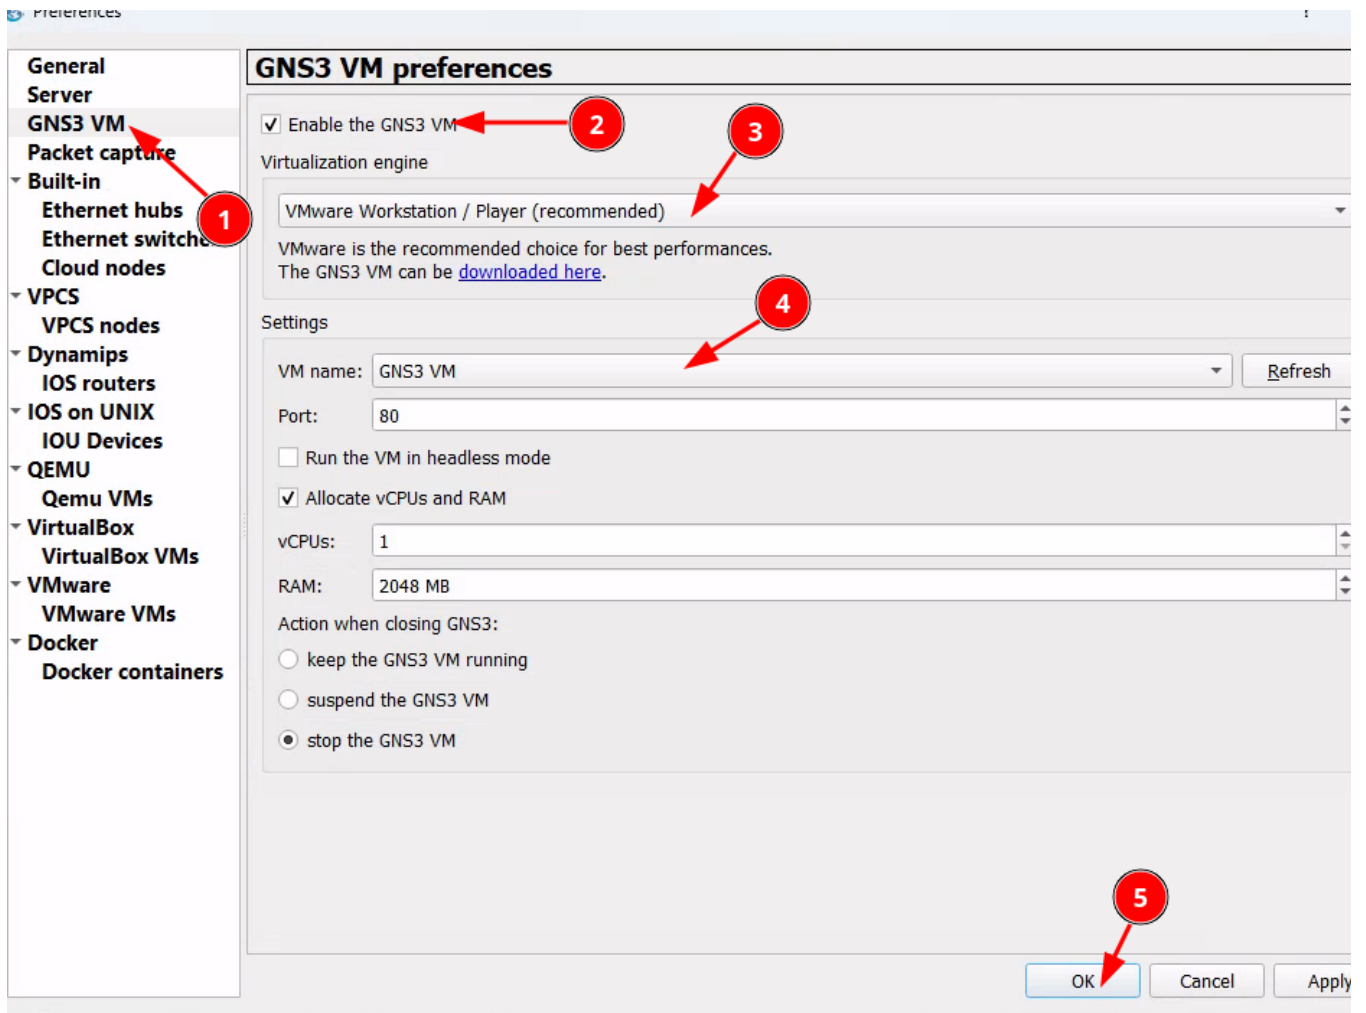 Preferences
General
Server
GNS3 VM
Packet capture
Built-in
Ethernet hubs
Ethernet switche
Cloud nodes
VPCS
VPCS nodes
Dynamips
IOS routers
IOS on UNIX
IOU Devices
QEMU
Qemu VMs
VirtualBox
VirtualBox VMs
VMware
VMware VMs
Docker
Docker containers
1
GNS3 VM preferences
Enable the GNS3 VM
2
3
Virtualization engine
VMware Workstation / Player (recommended)
VMware is the recommended choice for best performances.
The GNS3 VM can be downloaded here.
4
Settings
VM name: GNS3 VM Refresh
Port: 80
Run the VM in headless mode
Allocate vCPUs and RAM
vCPUs: 1
RAM: 2048 MB
Action when closing GNS3:
keep the GNS3 VM running
suspend the GNS3 VM
stop the GNS3 VM
5
OK Cancel Apply